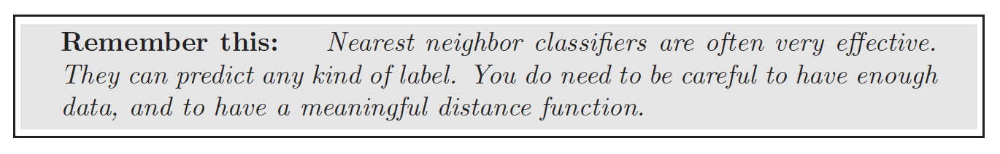 Remember this: Nearest neighbor classifiers are often very effective.
They can predict any kind of label. You do need to be careful to have enough
data, and to have a meaningful distance function.